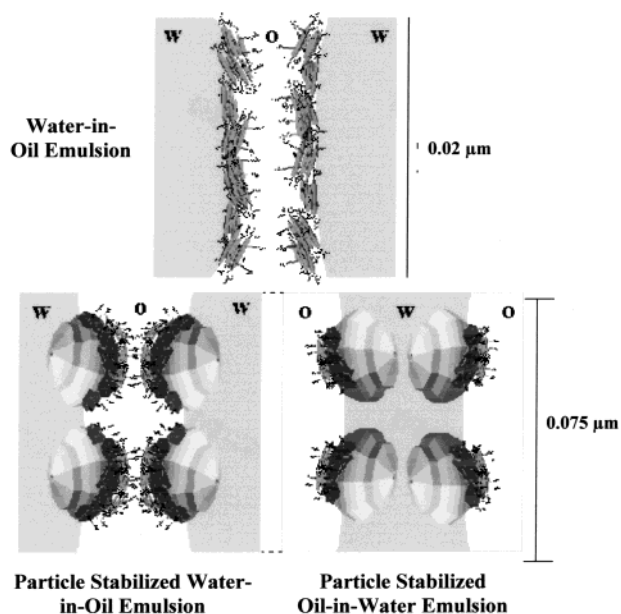 W O W
Water-in-
Oil Emulsion
0.02 µm
W O W
O W O
0.075 µm
Particle Stabilized Water-
in-Oil Emulsion
Particle Stabilized
Oil-in-Water Emulsion